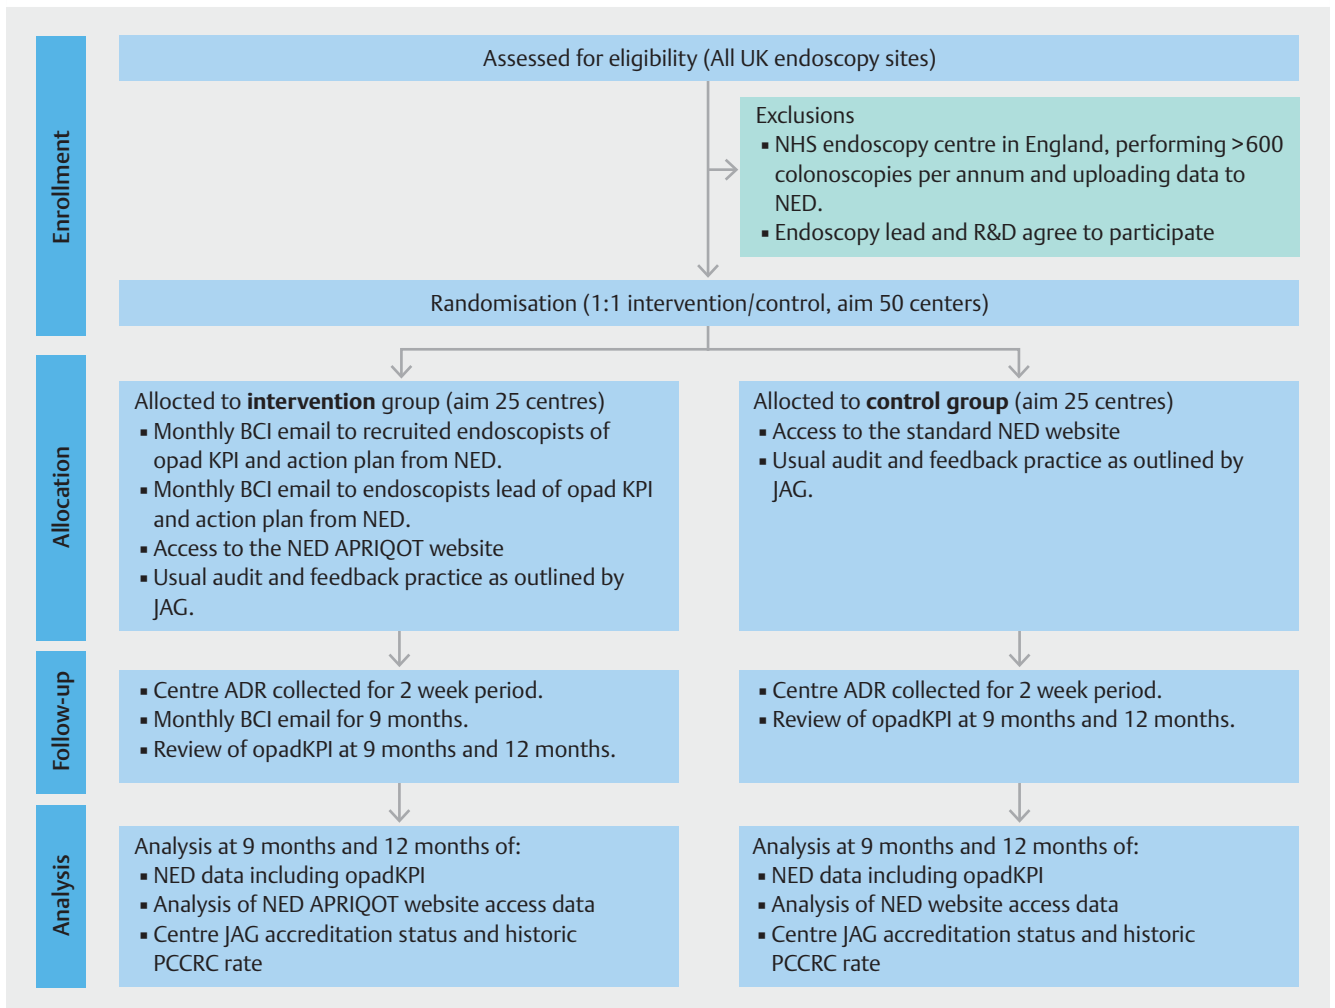 Enrollment
Assessed for eligibility (All UK endoscopy sites)
Exclusions
▪ NHS endoscopy centre in England, performing >600
colonoscopies per annum and uploading data to
NED.
▪ Endoscopy lead and R&D agree to participate
Randomisation (1:1 intervention/control, aim 50 centers)
Allocation
Allocted to intervention group (aim 25 centres)
▪ Monthly BCI email to recruited endoscopists of
opad KPI and action plan from NED.
▪ Monthly BCI email to endoscopists lead of opad KPI
and action plan from NED.
▪ Access to the NED APRIQOT website
▪ Usual audit and feedback practice as outlined by
JAG.
Allocted to control group (aim 25 centres)
▪ Access to the standard NED website
▪ Usual audit and feedback practice as outlined by
JAG.
Follow-up
▪ Centre ADR collected for 2 week period.
▪ Monthly BCI email for 9 months.
▪ Review of opadKPI at 9 months and 12 months.
▪ Centre ADR collected for 2 week period.
▪ Review of opadKPI at 9 months and 12 months.
Analysis
Analysis at 9 months and 12 months of:
▪ NED data including opadKPI
▪ Analysis of NED APRIQOT website access data
▪ Centre JAG accreditation status and historic
PCCRC rate
Analysis at 9 months and 12 months of:
▪ NED data including opadKPI
▪ Analysis of NED website access data
▪ Centre JAG accreditation status and historic
PCCRC rate